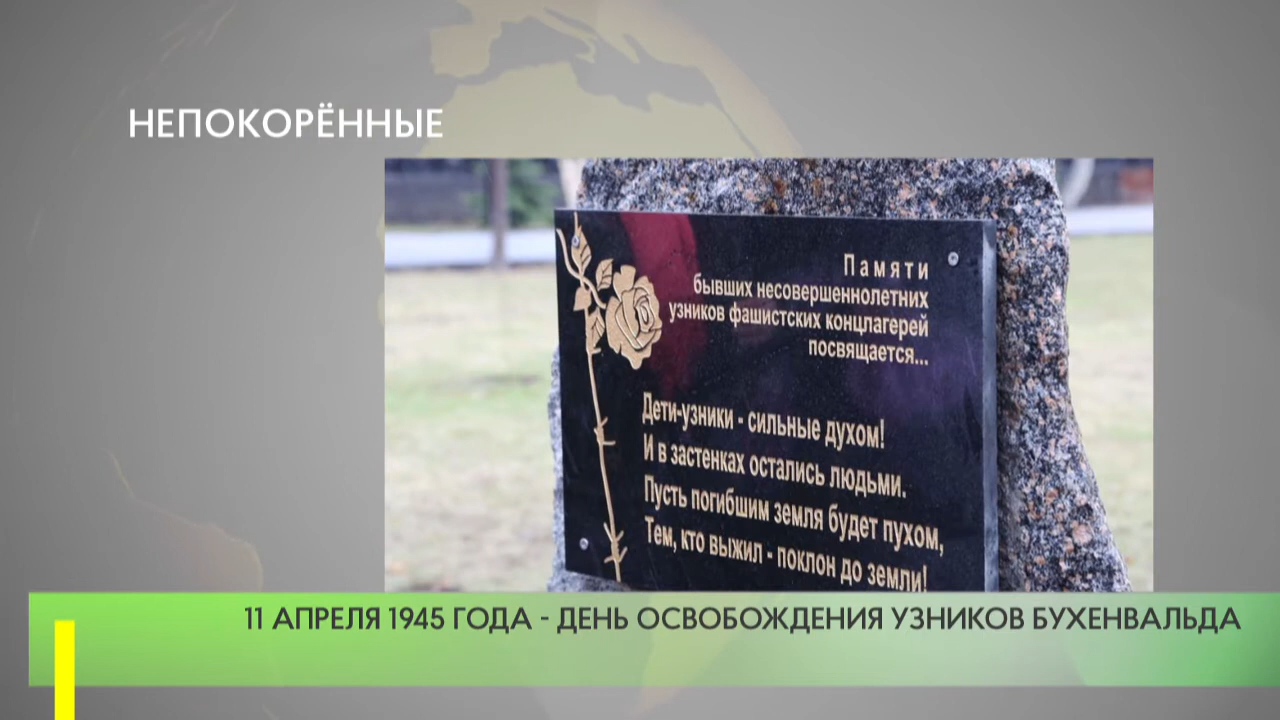 НЕПОКОРЁННЫЕ
Памяти
бывших несовершеннолетних
узников фашистских концлагерей
посвящается...
Дети-узники - сильные духом!
И в застенках остались людьми.
Пусть погибшим земля будет пухом,
Тем, кто выжил - поклон до земли!
11 АПРЕЛЯ 1945 ГОДА - ДЕНЬ ОСВОБОЖДЕНИЯ УЗНИКОВ БУХЕНВАЛЬДА